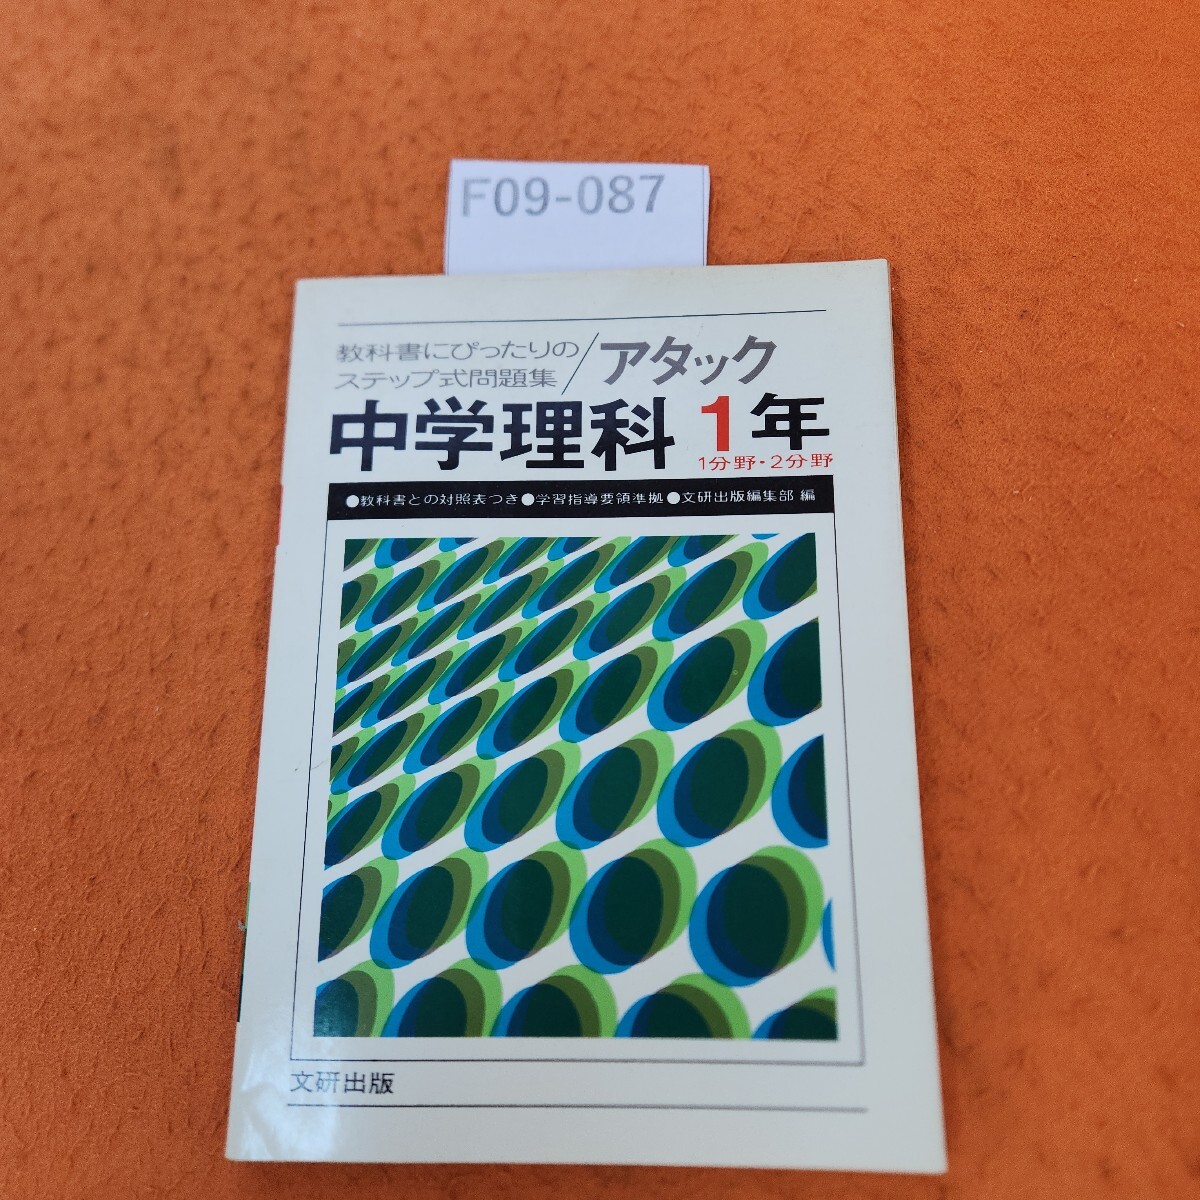 F09-087
教科書にぴったりの
ステップ式問題集
アタック
中学理科 1年
1分野・2分野
●教科書との対照表つき●学習指導要領準拠●文研出版編集部 編
文研出版